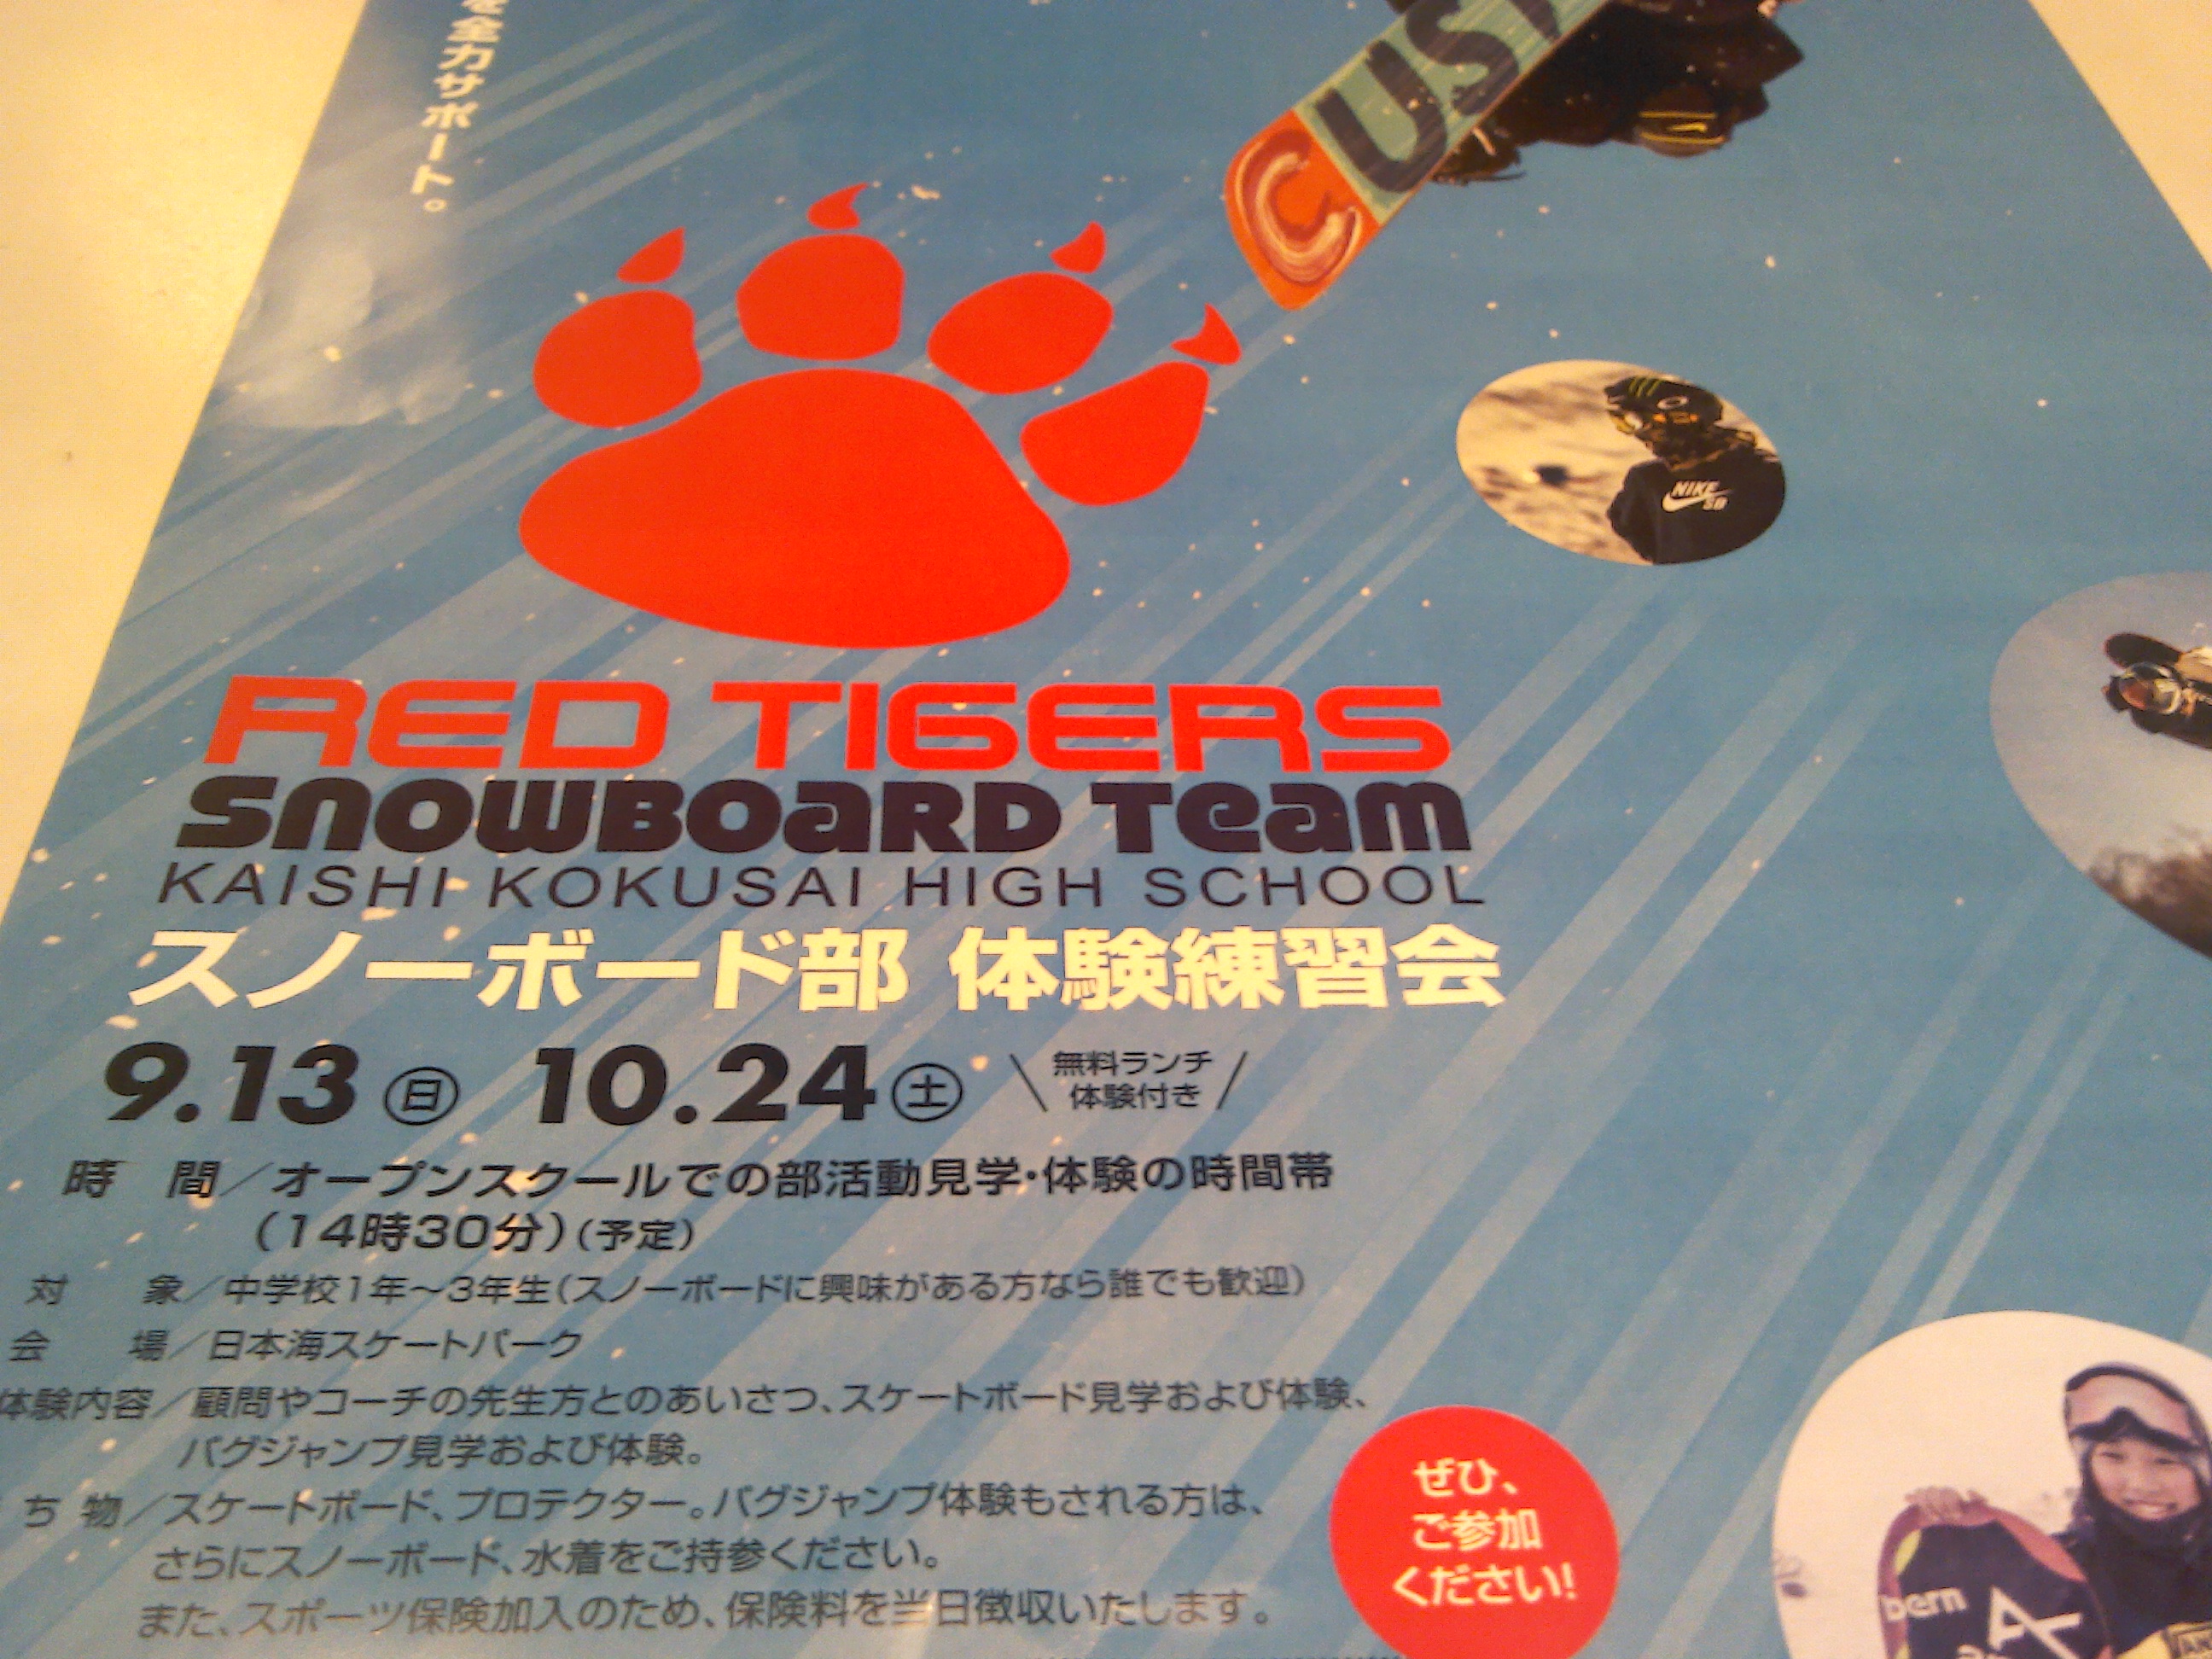 を全力サポート。
CUST
NIKE
SB
RED TIGERS
SNOWBOARD TEAM
KAISHI KOKUSAI HIGH SCHOOL
スノーボード部 体験練習会
9.13㊐ 10.24㊏ \無料ランチ/
体験付き
時 間/オープンスクールでの部活動見学・体験の時間帯
(14時30分)(予定)
対 象/中学校1年〜3年生(スノーボードに興味がある方なら誰でも歓迎)
会 場/日本海スケートパーク
体験内容/顧問やコーチの先生方とのあいさつ、スケートボード見学および体験、
バグジャンプ見学および体験。
ち 物/スケートボード、プロテクター。バグジャンプ体験もされる方は、
さらにスノーボード、水着をご持参ください。
また、スポーツ保険加入のため、保険料を当日徴収いたします。
ぜひ、
ご参加
ください!
bern